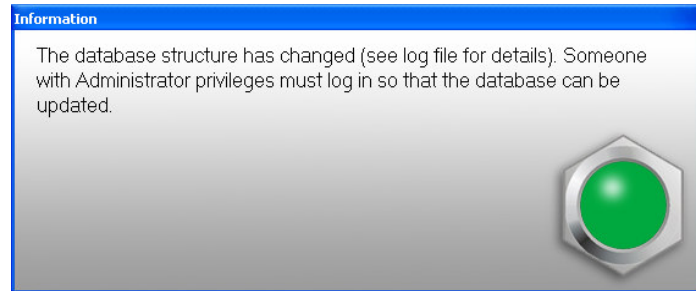 Information
The database structure has changed (see log file for details). Someone
with Administrator privileges must log in so that the database can be
updated.